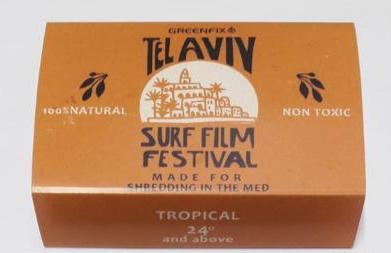 GREENFIX
TEL AVIV
100% NATURAL
NON TOXIC
SURF FILM
FESTIVAL
MADE FOR
SHREDDING IN THE MED
TROPICAL
24°
and above